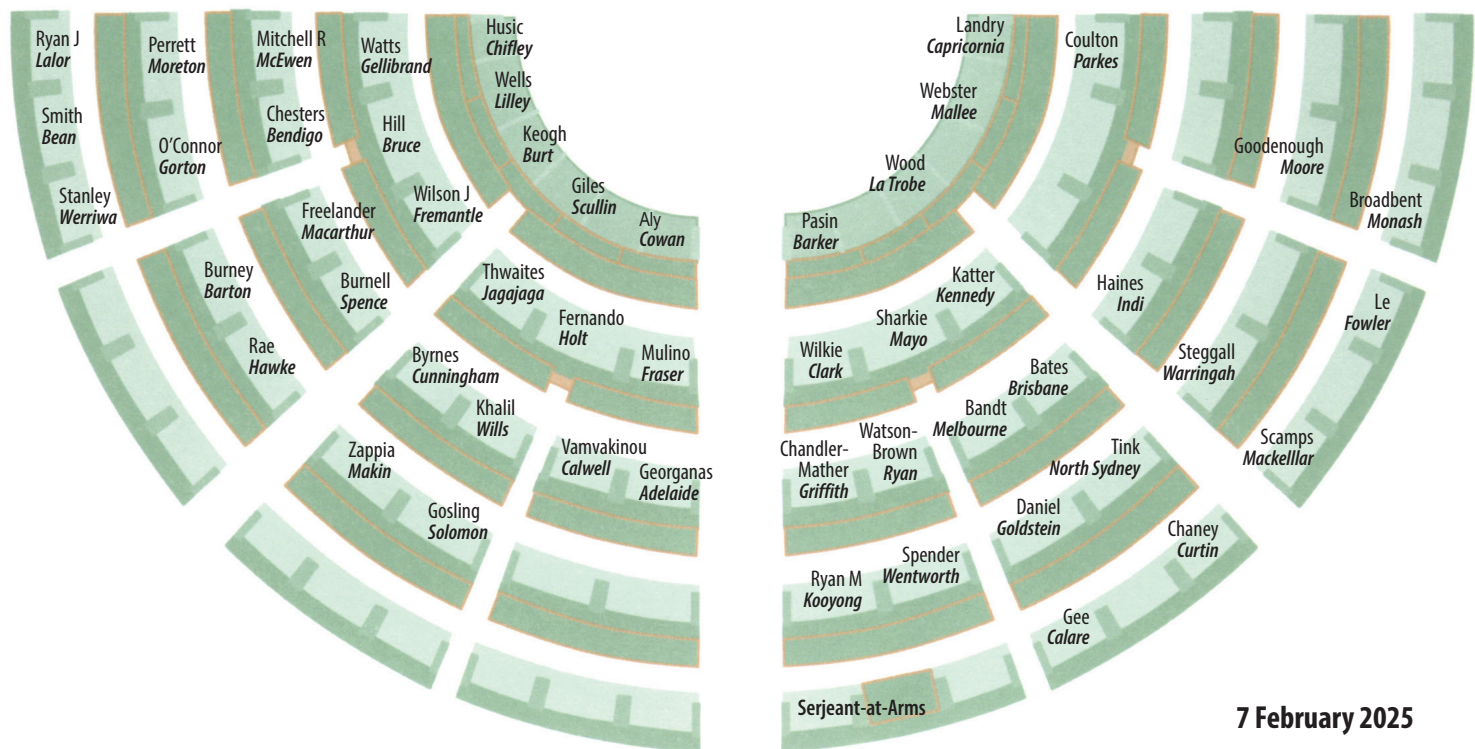 Ryan J
Lalor
Perrett
Moreton
Mitchell R
McEwen
Watts
Gellibrand
Husic
Chifley
Wells
Lilley
Keogh
Burt
Giles
Scullin
Aly
Cowan
Smith
Bean
O'Connor
Gorton
Chesters
Bendigo
Hill
Bruce
Stanley
Werriwa
Freelander
Macarthur
Wilson J
Fremantle
Burney
Barton
Burnell
Spence
Thwaites
Jagajaga
Fernando
Holt
Mulino
Fraser
Rae
Hawke
Byrnes
Cunningham
Khalil
Wills
Vamvakinou
Calwell
Georganas
Adelaide
Zappia
Makin
Gosling
Solomon
Landry
Capricornia
Coulton
Parkes
Webster
Mallee
Wood
La Trobe
Pasin
Barker
Goodenough
Moore
Broadbent
Monash
Katter
Kennedy
Sharkie
Mayo
Wilkie
Clark
Haines
Indi
Le
Fowler
Steggall
Warringah
Bates
Brisbane
Bandt
Melbourne
Watson-
Brown
Ryan
Chandler-
Mather
Griffith
Scamps
Mackelllar
Tink
North Sydney
Daniel
Goldstein
Chaney
Curtin
Spender
Wentworth
Ryan M
Kooyong
Gee
Calare
Serjeant-at-Arms
7 February 2025